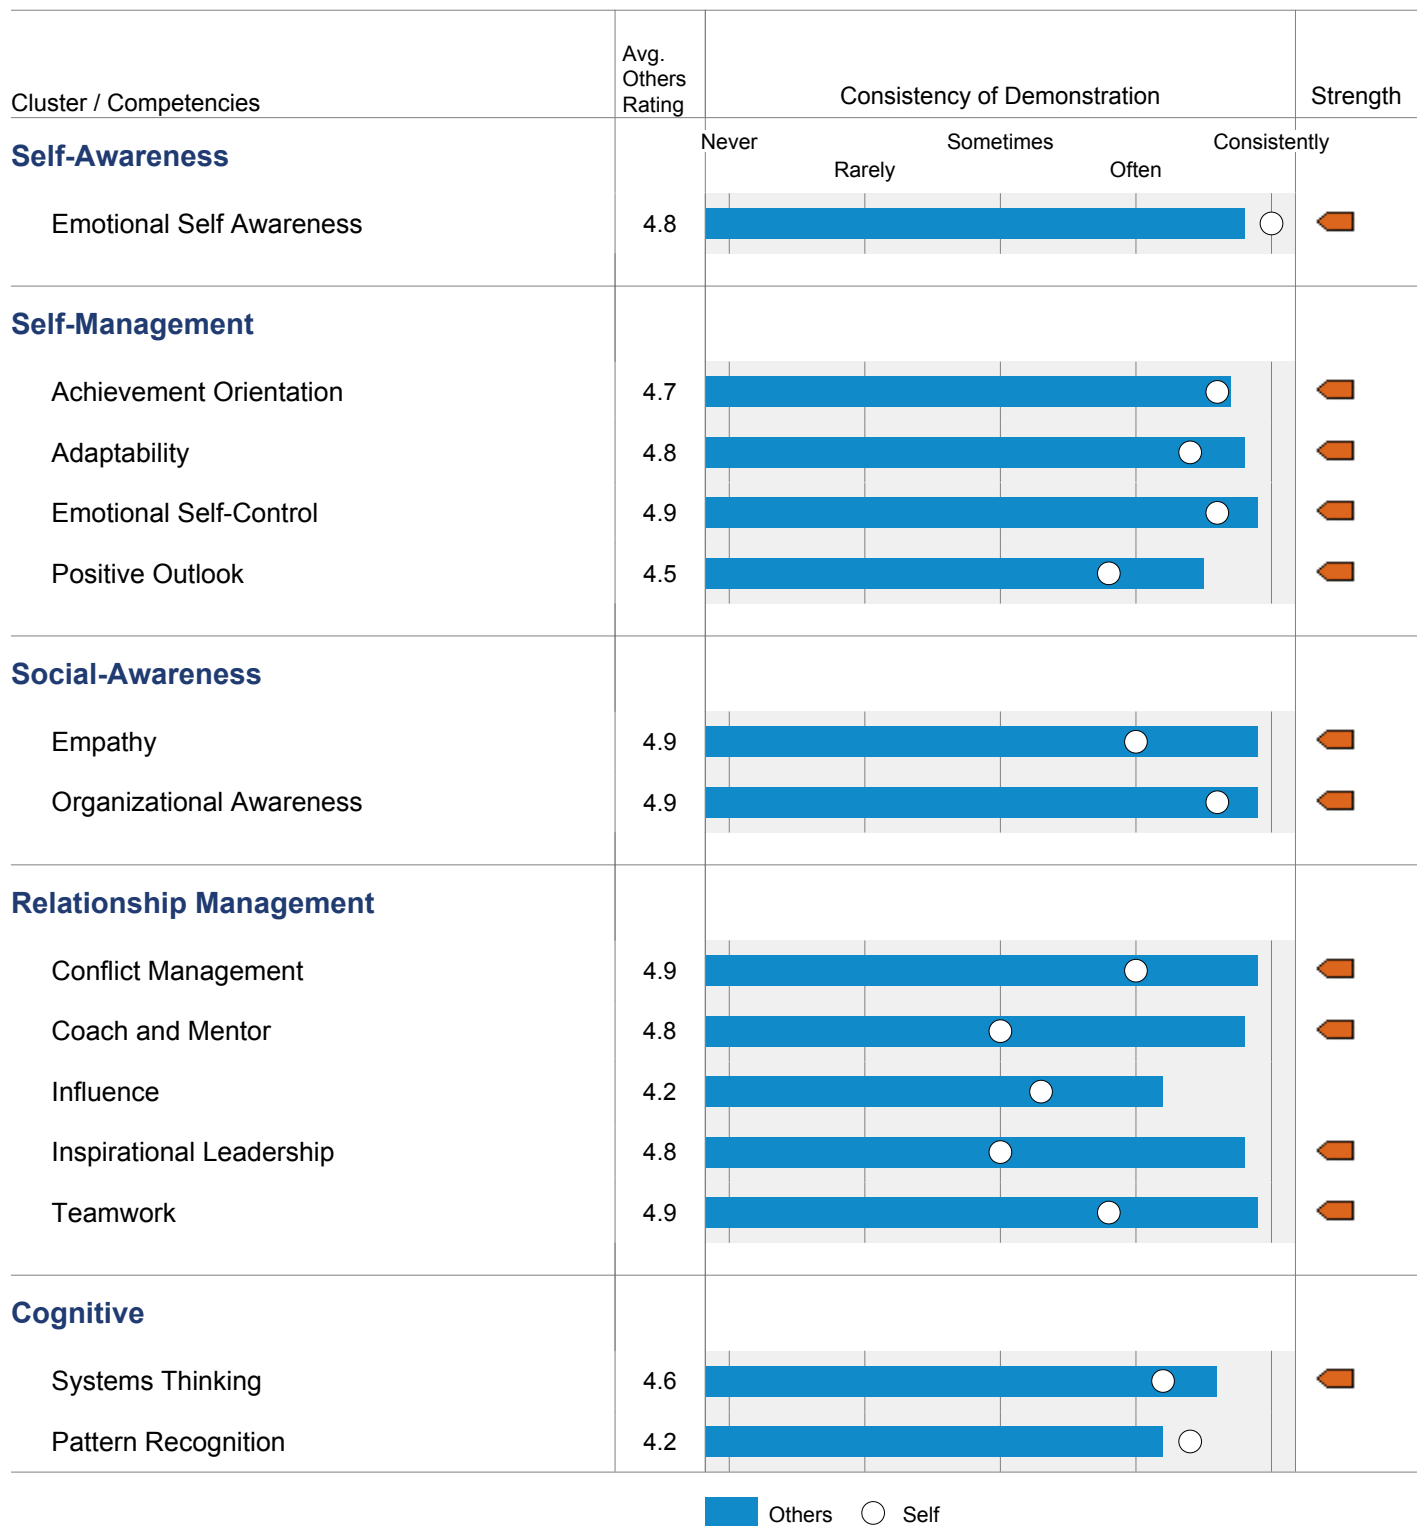 Cluster / Competencies
Avg.
Others
Rating
Consistency of Demonstration
Strength
Self-Awareness
Never Sometimes Consistently
Rarely Often
Emotional Self Awareness 4.8
Self-Management
Achievement Orientation 4.7
Adaptability 4.8
Emotional Self-Control 4.9
Positive Outlook 4.5
Social-Awareness
Empathy 4.9
Organizational Awareness 4.9
Relationship Management
Conflict Management 4.9
Coach and Mentor 4.8
Influence 4.2
Inspirational Leadership 4.8
Teamwork 4.9
Cognitive
Systems Thinking 4.6
Pattern Recognition 4.2
Others Self